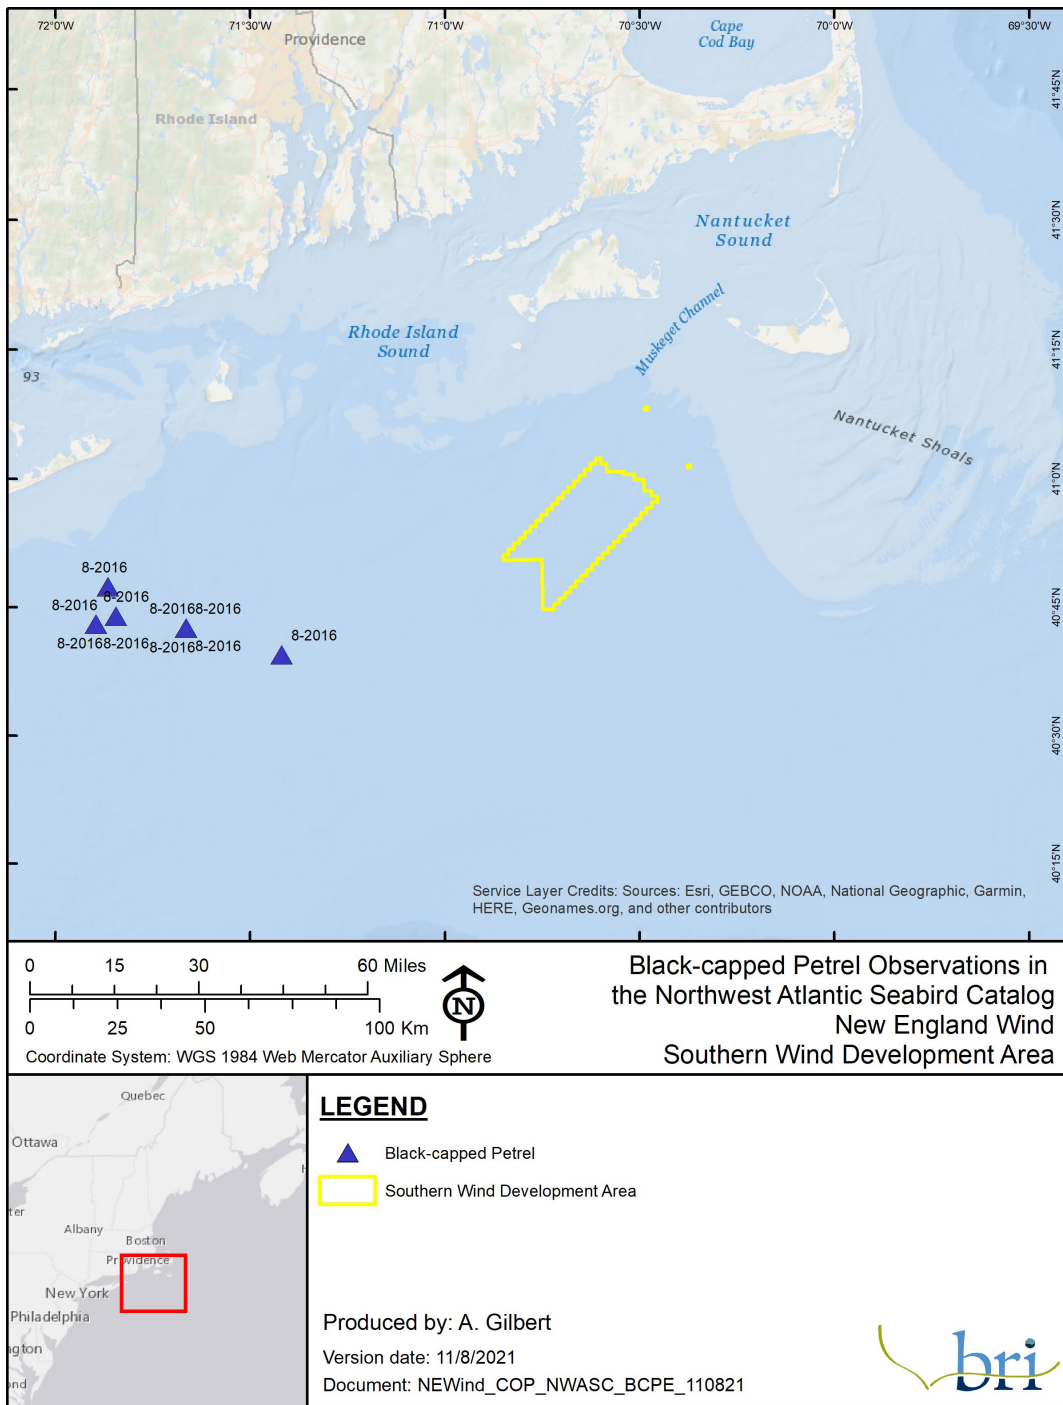 72°0'W
71°30'W
71°0'W
70°30'W
70°0'W
69°30'W
Cape
Cod Bay
Providence
41°45'N
Rhode Island
41°30'N
Nantucket
Sound
Muskeget Channel
Rhode Island
Sound
41°15'N
93
Nantucket Shoals
41°0'N
8-2016
8-2016
8-2016
8-20168-2016
40°45'N
8-20168-2016
8-20168-2016
8-2016
40°30'N
40°15'N
Service Layer Credits: Sources: Esri, GEBCO, NOAA, National Geographic, Garmin,
HERE, Geonames.org, and other contributors
0 15 30 60 Miles
0 25 50 100 Km
N
Coordinate System: WGS 1984 Web Mercator Auxiliary Sphere
Black-capped Petrel Observations in
the Northwest Atlantic Seabird Catalog
New England Wind
Southern Wind Development Area
Quebec
Ottawa
ter
Albany
Boston
Providence
New York
Philadelphia
ngton
ond
LEGEND
Black-capped Petrel
Southern Wind Development Area
Produced by: A. Gilbert
Version date: 11/8/2021
Document: NEWind_COP_NWASC_BCPE_110821
bri